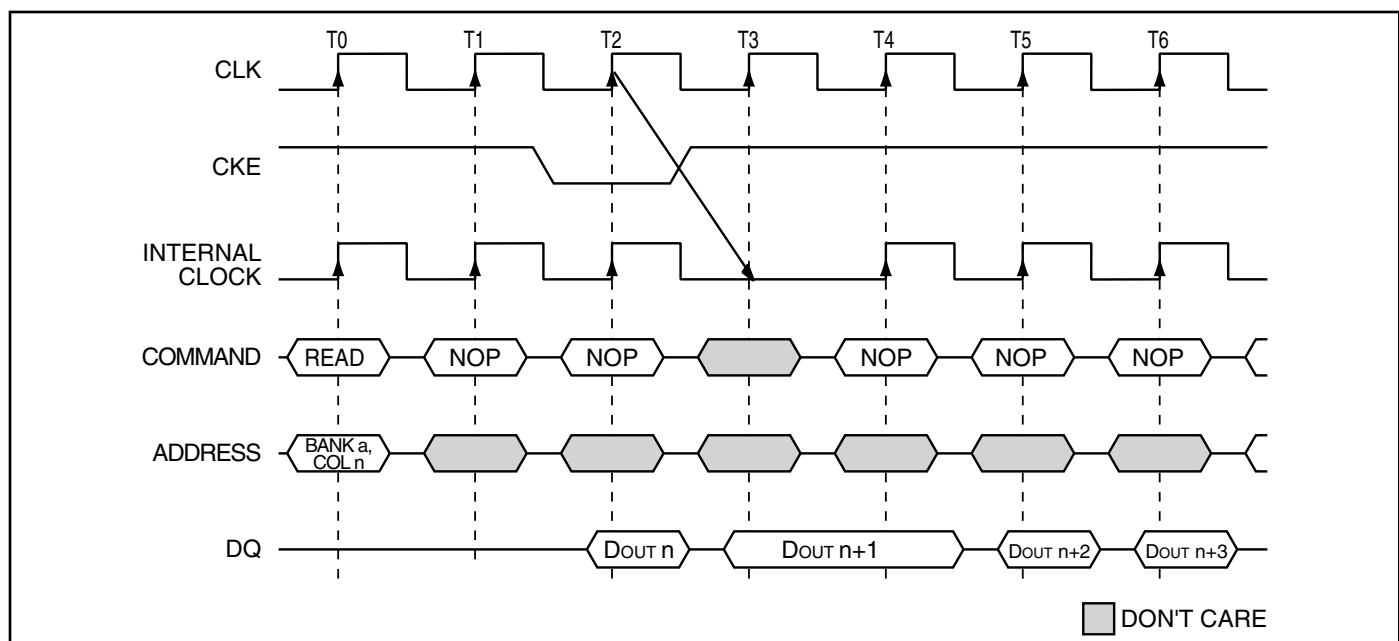 T0 T1 T2 T3 T4 T5 T6
CLK
CKE
INTERNAL
CLOCK
COMMAND READ NOP NOP NOP NOP NOP
ADDRESS BANK a,
COL n
DQ DOUT n DOUT n+1 DOUT n+2 DOUT n+3
DON'T CARE